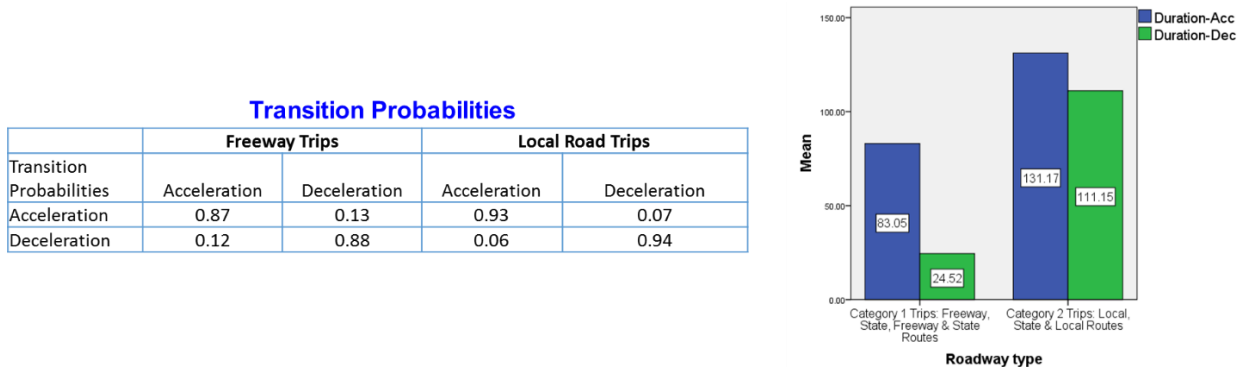 Transition Probabilities
Freeway Trips Local Road Trips
Transition
Probabilities Acceleration Deceleration Acceleration Deceleration
Acceleration 0.87 0.13 0.93 0.07
Deceleration 0.12 0.88 0.06 0.94
150.00
100.00
50.00
0.00
Mean
83.05
24.52
131.17
111.15
Category 1 Trips: Freeway,
State, Freeway & State
Routes
Category 2 Trips: Local,
State & Local Routes
Roadway type
Duration-Acc
Duration-Dec